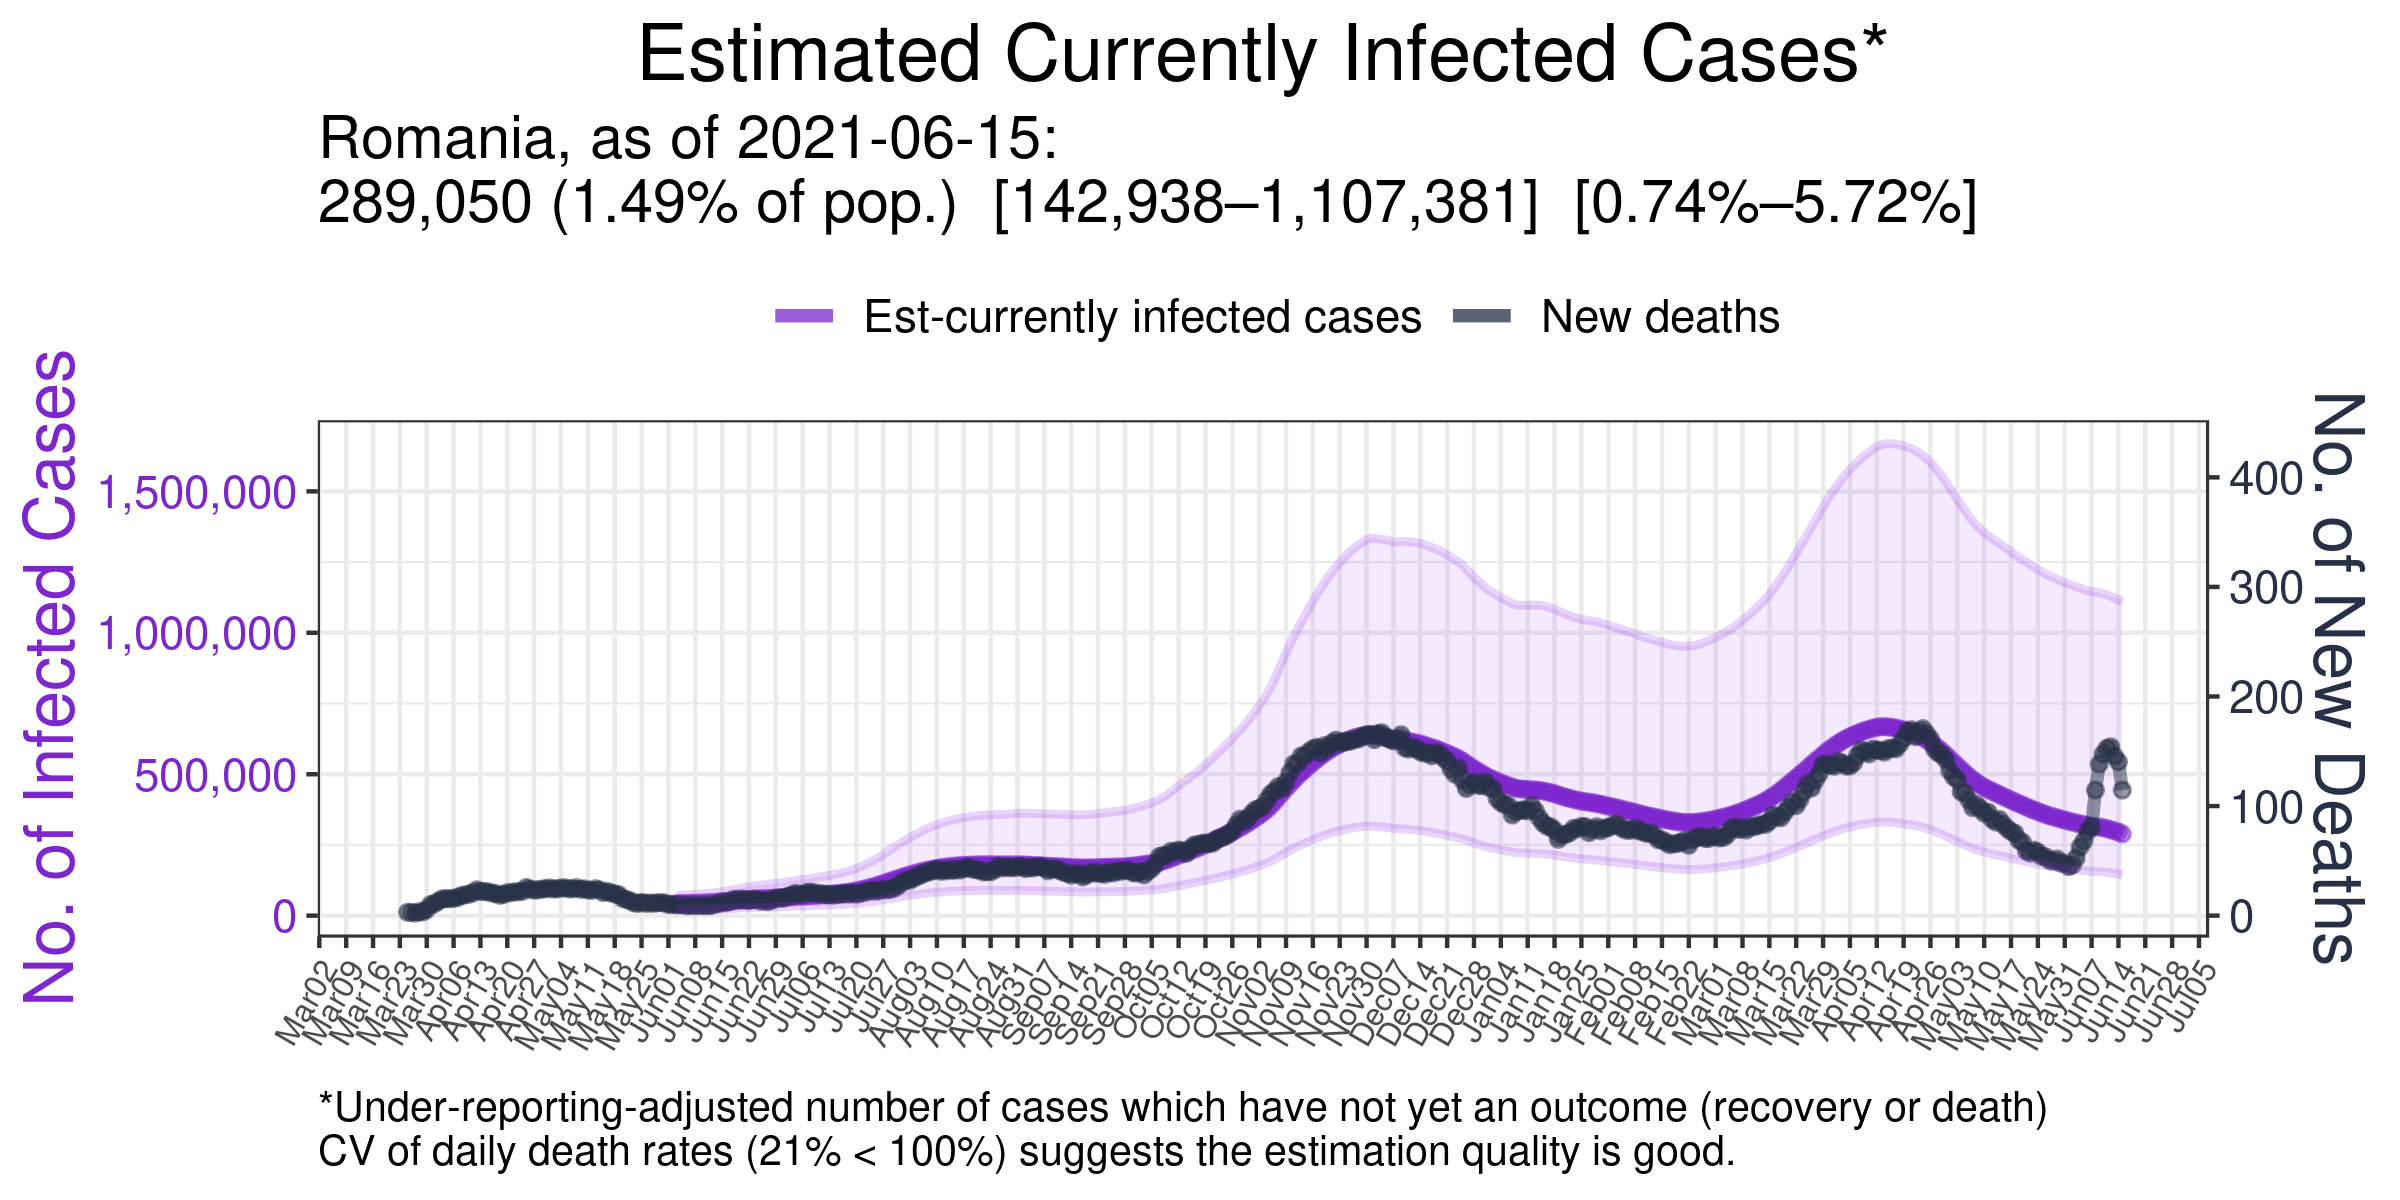 Estimated Currently Infected Cases*
Romania, as of 2021-06-15:
289,050 (1.49% of pop.) [142,938–1,107,381] [0.74%–5.72%]
Est-currently infected cases
New deaths
No. of Infected Cases
1,500,000
1,000,000
500,000
0
No. of New Deaths
400
300
200
100
0
Mar02
Mar09
Mar16
Mar23
Mar30
Apr06
Apr13
Apr20
Apr27
May04
May11
May18
May25
Jun01
Jun08
Jun15
Jun22
Jun29
Jul06
Jul13
Jul20
Jul27
Aug03
Aug10
Aug17
Aug24
Aug31
Sep07
Sep14
Sep21
Sep28
Oct05
Oct12
Oct19
Oct26
Nov02
Nov09
Nov16
Nov23
Nov30
Dec07
Dec14
Dec21
Dec28
Jan04
Jan11
Jan18
Jan25
Feb01
Feb08
Feb15
Feb22
Mar01
Mar08
Mar15
Mar22
Mar29
Apr05
Apr12
Apr19
Apr26
May03
May10
May17
May24
May31
Jun07
Jun14
Jun21
Jun28
Jul05
*Under-reporting-adjusted number of cases which have not yet an outcome (recovery or death)
CV of daily death rates (21% < 100%) suggests the estimation quality is good.